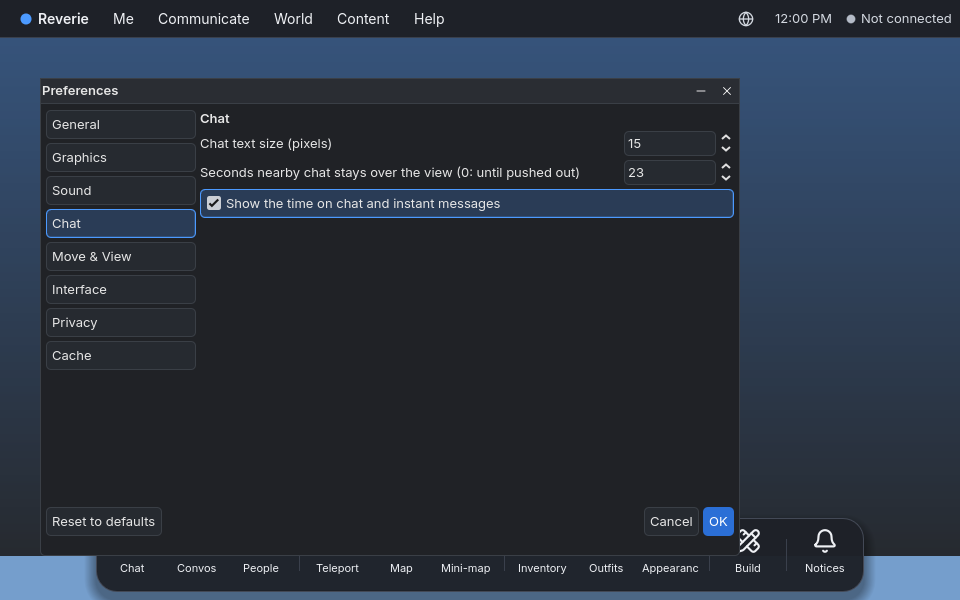 Reverie Me Communicate World Content Help 12:00 PM Not connected
Preferences
General
Graphics
Sound
Chat
Move & View
Interface
Privacy
Cache
Chat
Chat text size (pixels) 15
Seconds nearby chat stays over the view (0: until pushed out) 23
Show the time on chat and instant messages
Reset to defaults Cancel OK
Chat Convos People Teleport Map Mini-map Inventory Outfits Appearanc Build Notices